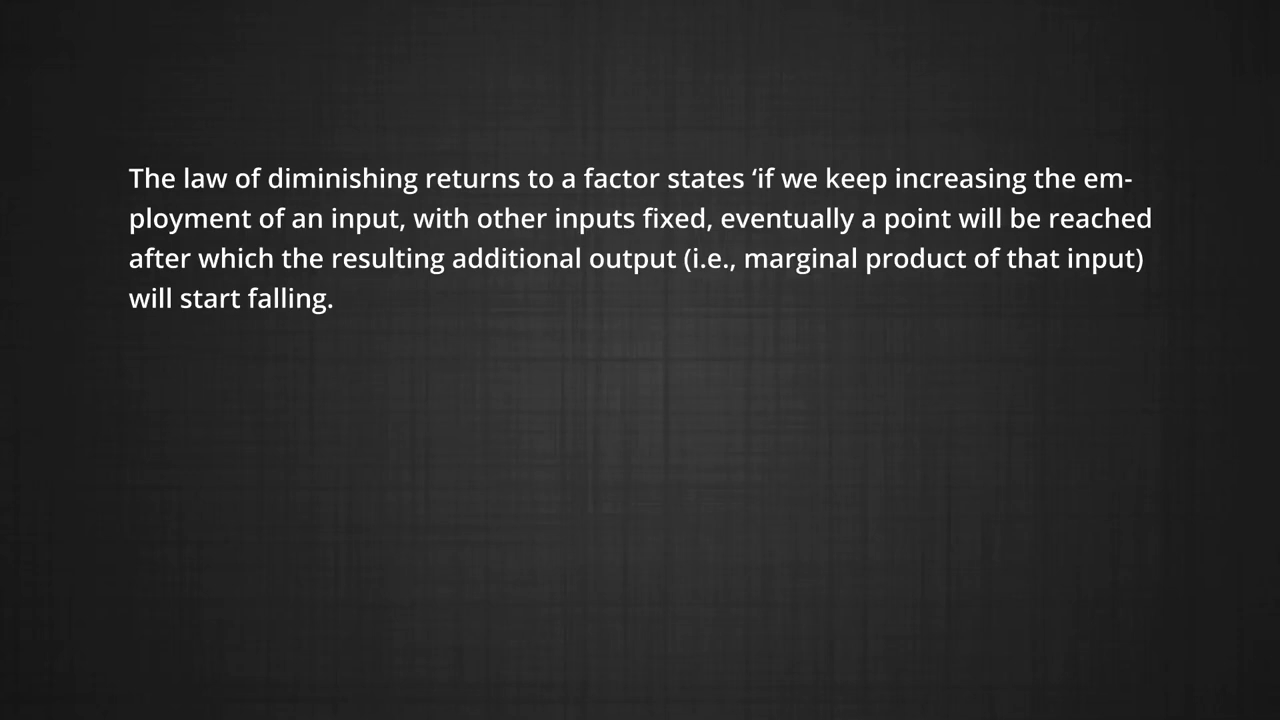 The law of diminishing returns to a factor states ‘if we keep increasing the em-
ployment of an input, with other inputs fixed, eventually a point will be reached
after which the resulting additional output (i.e., marginal product of that input)
will start falling.